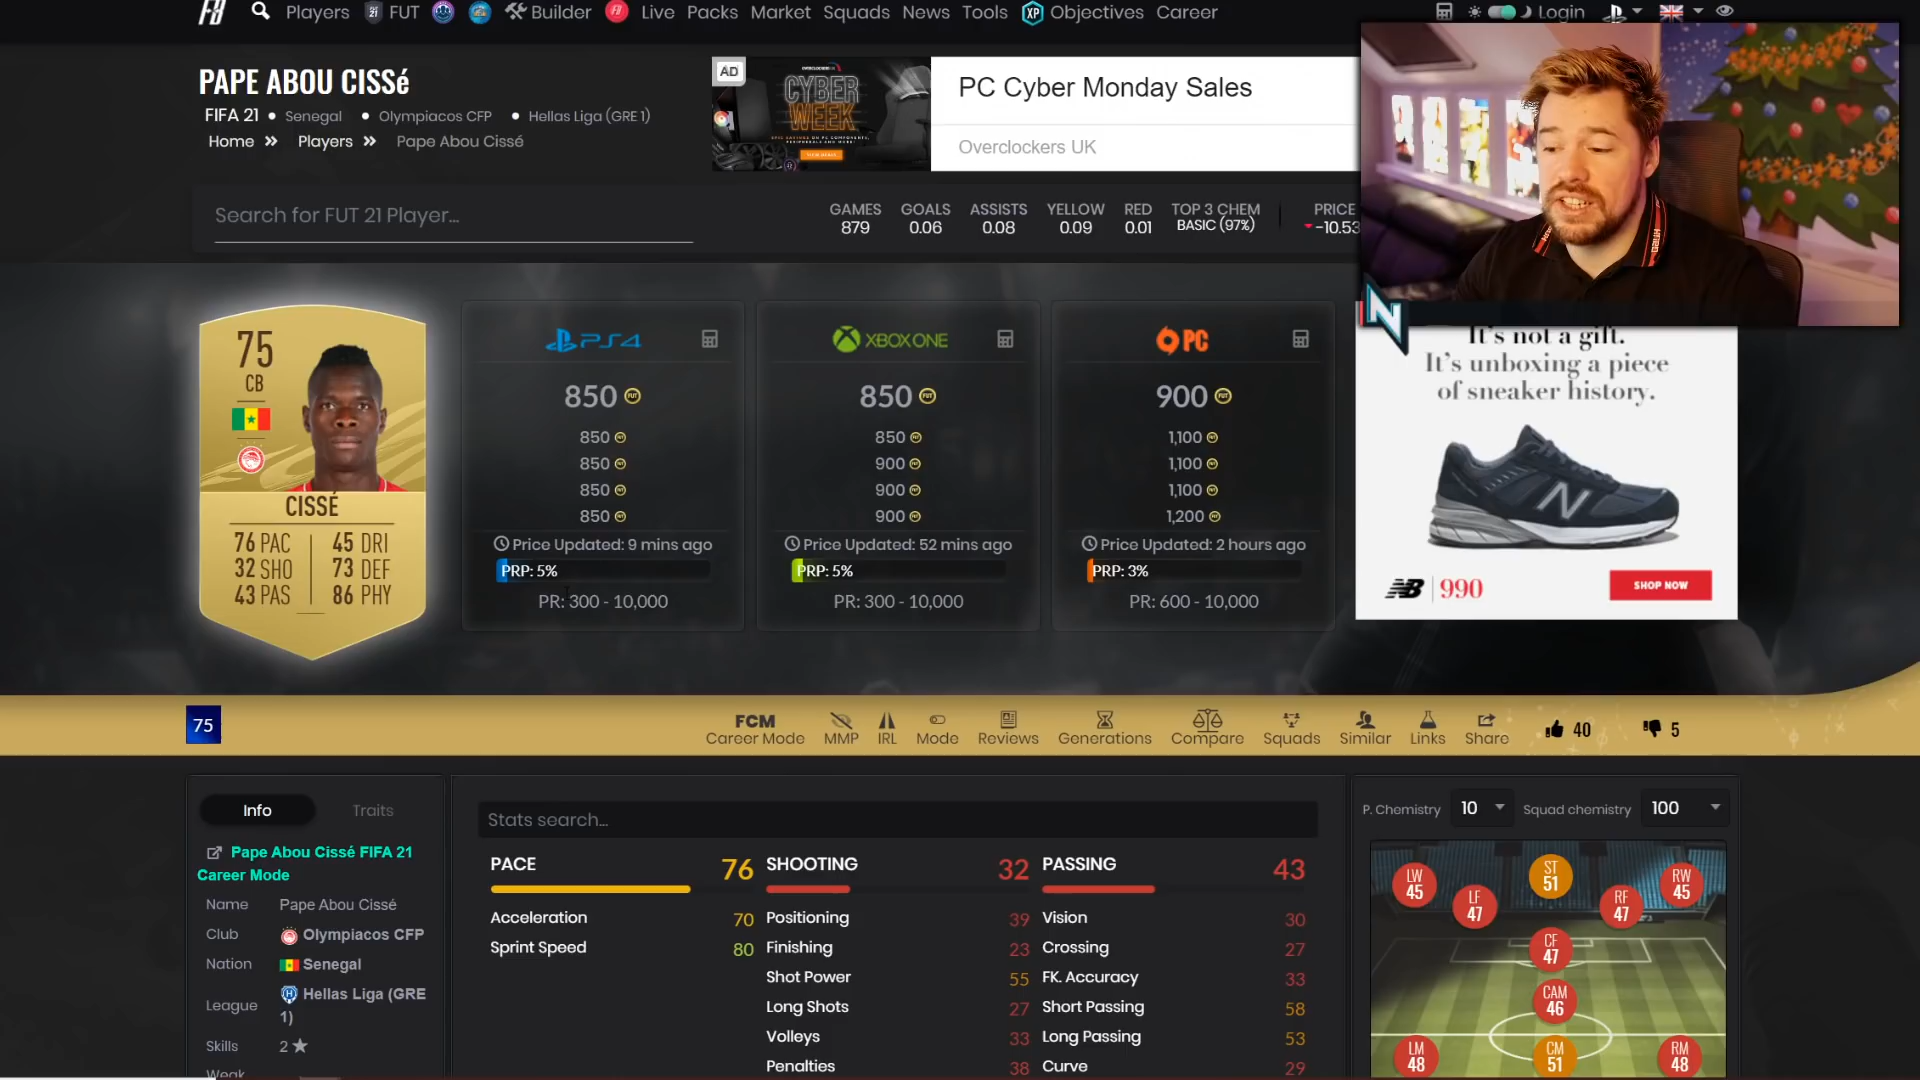 Players FUT Builder Live Packs Market Squads News Tools XP Objectives Career Login
PAPE ABOU CISSé
FIFA 21 • Senegal • Olympiacos CFP • Hellas Liga (GRE 1)
Home » Players » Pape Abou Cissé
AD
CYBER
WEEK
PC Cyber Monday Sales
Overclockers UK
Search for FUT 21 Player...
GAMES
879
GOALS
0.06
ASSISTS
0.08
YELLOW
0.09
RED
0.01
TOP 3 CHEM
BASIC (97%)
PRICE
-10.53
75
CB
CISSÉ
76 PAC 45 DRI
32 SHO 73 DEF
43 PAS 86 PHY
PS4
850
850
850
850
850
Price Updated: 9 mins ago
PRP: 5%
PR: 300 - 10,000
XBOX ONE
850
850
900
900
900
Price Updated: 52 mins ago
PRP: 5%
PR: 300 - 10,000
PC
900
1,100
1,100
1,100
1,200
Price Updated: 2 hours ago
PRP: 3%
PR: 600 - 10,000
N
It's not a gift.
It's unboxing a piece
of sneaker history.
N
NB 990
SHOP NOW
75
FCM
Career Mode
MMP
IRL
Mode
Reviews
Generations
Compare
Squads
Similar
Links
Share
40
5
Info Traits
Pape Abou Cissé FIFA 21
Career Mode
Name Pape Abou Cissé
Club Olympiacos CFP
Nation Senegal
League Hellas Liga (GRE
1)
Skills 2 ★
Weak
Stats search...
PACE 76
Acceleration 70
Sprint Speed 80
SHOOTING 32
Positioning 39
Finishing 23
Shot Power 55
Long Shots 27
Volleys 33
Penalties 38
PASSING 43
Vision 30
Crossing 27
FK. Accuracy 33
Short Passing 58
Long Passing 53
Curve 29
P. Chemistry 10 Squad chemistry 100
LW
45
ST
51
RW
45
LF
47
RF
47
CF
47
CAM
46
LM
48
CM
51
RM
48